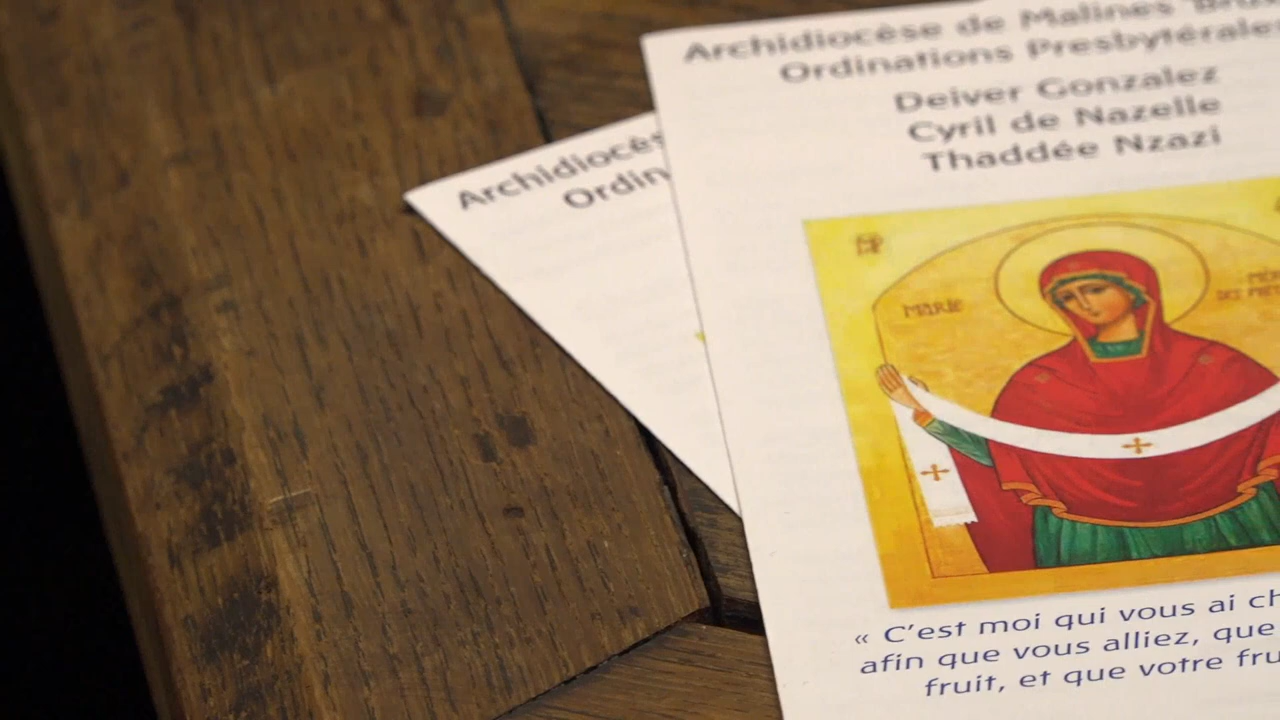 Archidiocèse de Malines
Ordinations Presbytérales
Deiver Gonzalez
Cyril de Nazelle
Thaddée Nzazi
Archidiocès
Ordin
MARIE
« C'est moi qui vous ai ch
afin que vous alliez, que
fruit, et que votre fru